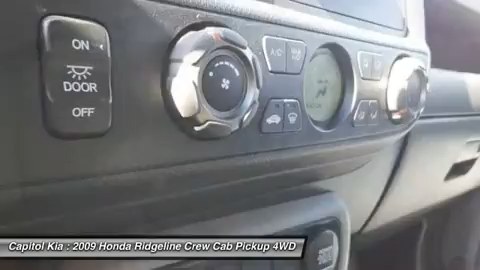 ON
DOOR
OFF
A/C
Capitol Kia : 2009 Honda Ridgeline Crew Cab Pickup 4WD